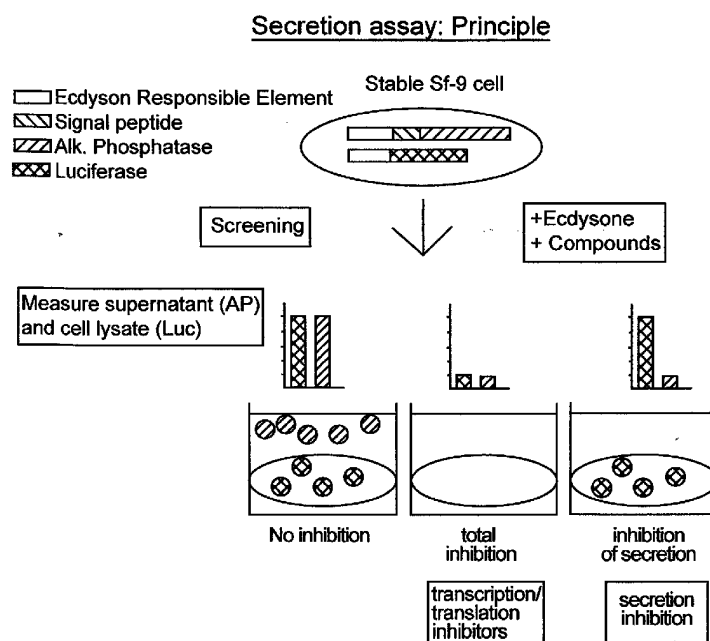 Secretion assay: Principle
Stable Sf-9 cell
Ecdyson Responsible Element
Signal peptide
Alk. Phosphatase
Luciferase
Screening
+Ecdysone
+ Compounds
Measure supernatant (AP)
and cell lysate (Luc)
No inhibition
total
inhibition
inhibition
of secretion
transcription/
translation
inhibitors
secretion
inhibition